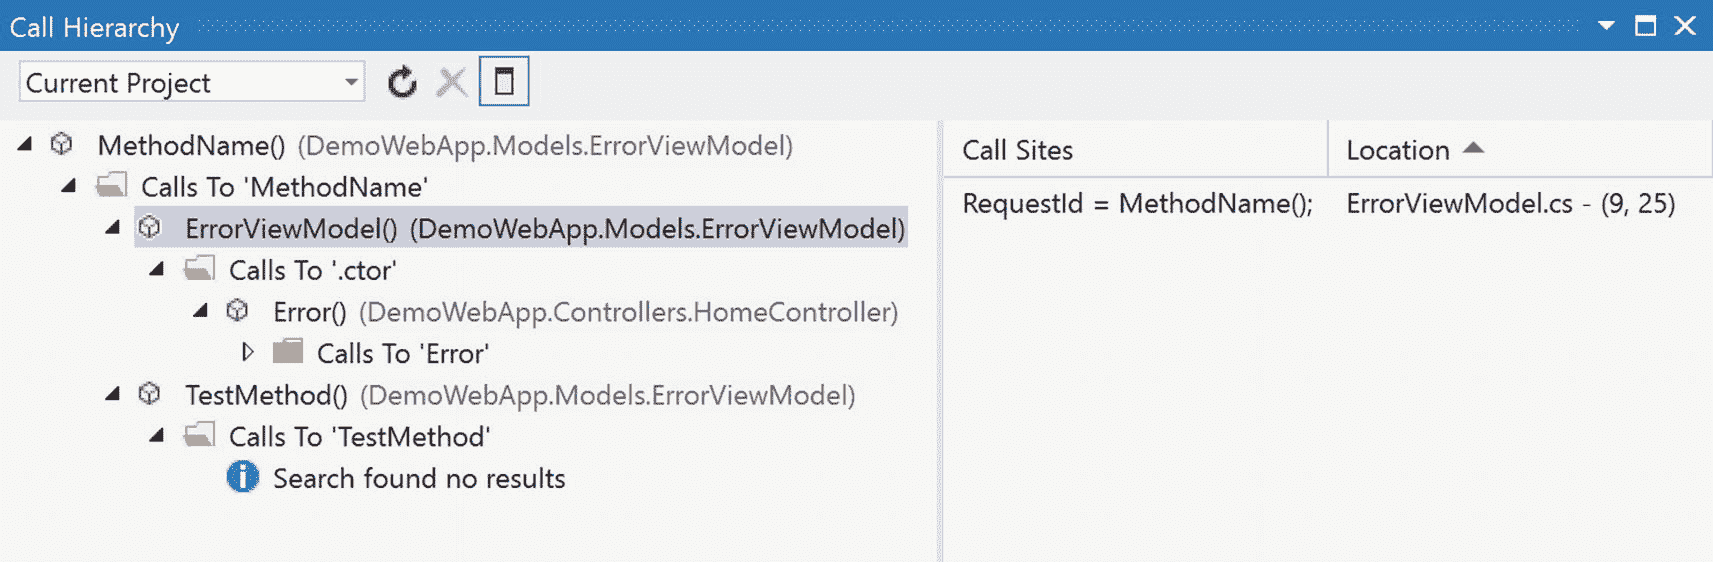 Call Hierarchy
Current Project
MethodName() (DemoWebApp.Models.ErrorViewModel)
Calls To 'MethodName'
ErrorViewModel() (DemoWebApp.Models.ErrorViewModel)
Calls To '.ctor'
Error() (DemoWebApp.Controllers.HomeController)
Calls To 'Error'
TestMethod() (DemoWebApp.Models.ErrorViewModel)
Calls To 'TestMethod'
Search found no results
Call Sites Location
RequestId = MethodName(); ErrorViewModel.cs - (9, 25)